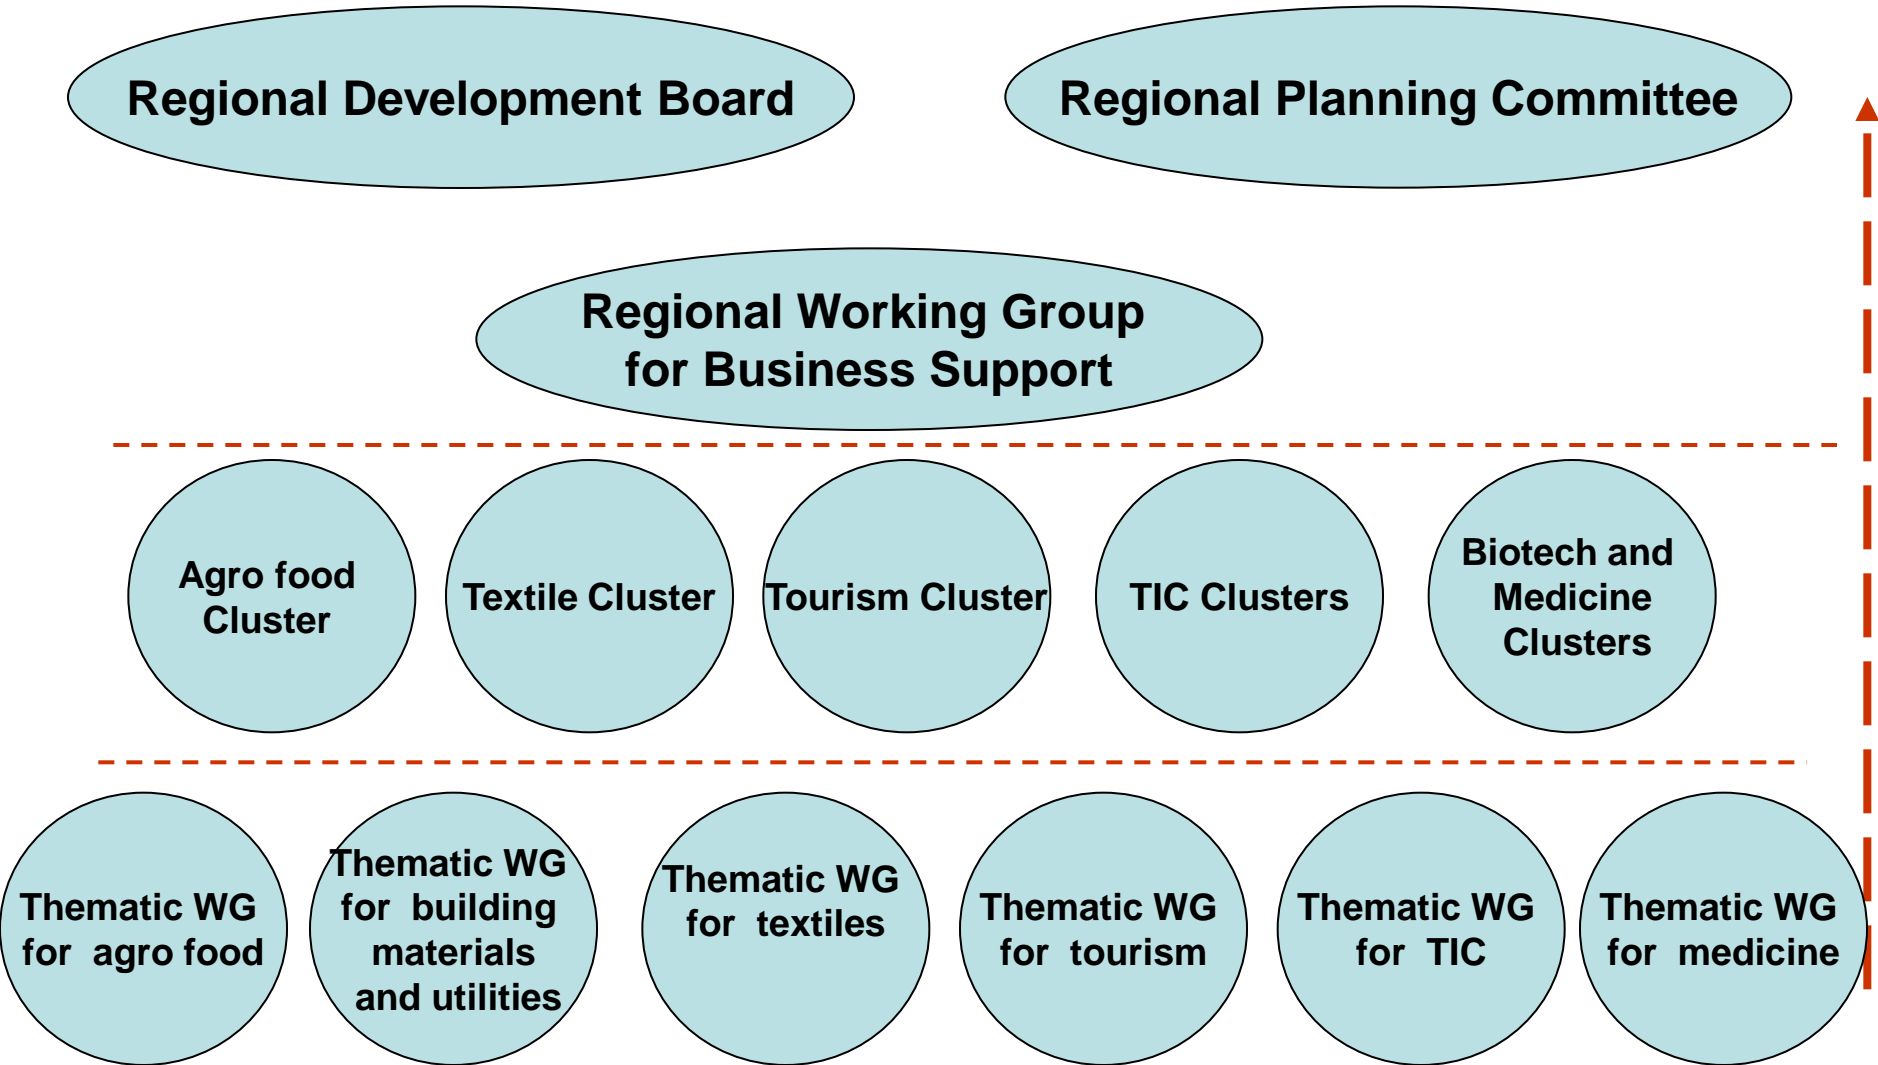 Regional Development Board
Regional Planning Committee
Regional Working Group
for Business Support
Agro food
Cluster
Textile Cluster
Tourism Cluster
TIC Clusters
Biotech and
Medicine
Clusters
Thematic WG
for agro food
Thematic WG
for building
materials
and utilities
Thematic WG
for textiles
Thematic WG
for tourism
Thematic WG
for TIC
Thematic WG
for medicine